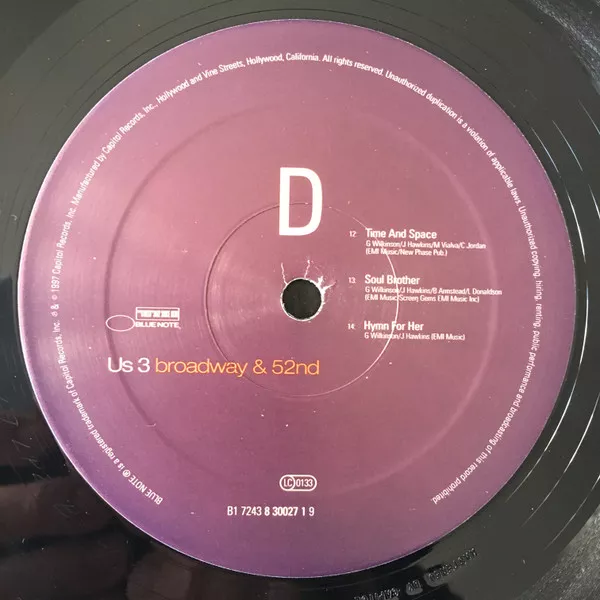 BLUE NOTE ® is a registered trademark of Capitol Records, Inc. ℗ & © 1997 Capitol Records, Inc. Manufactured by Capitol Records, Inc., Hollywood and Vine Streets, Hollywood, California. All rights reserved. Unauthorized duplication is a violation of applicable laws. Unauthorized copying, hiring, renting, public performance and broadcasting of this record prohibited.
D
12. Time And Space
G Wilkinson/J Hawkins/M Vialva/C Jordan
(EMI Music/New Phase Pub.)
13. Soul Brother
G Wilkinson/J Hawkins/B Armstead/L Donaldson
(EMI Music/Screen Gems EMI Music Inc)
14. Hymn For Her
G Wilkinson/J Hawkins (EMI Music)
BLUE NOTE
Us 3 broadway & 52nd
LC 0133
B1 7243 8 30027 1 9